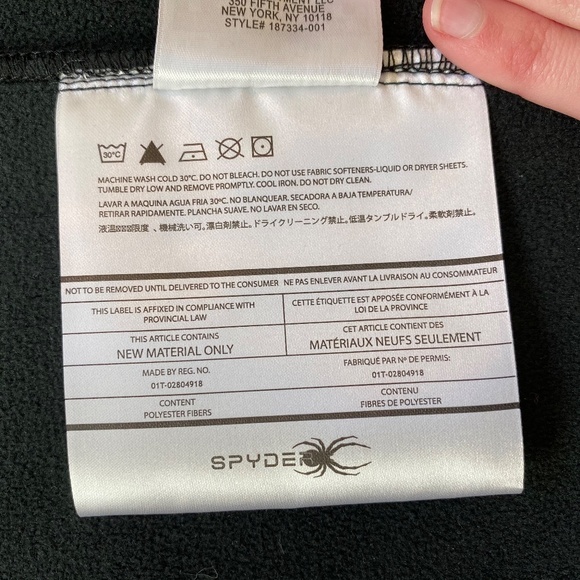 350 FIFTH AVENUE
NEW YORK, NY 10118
STYLE# 187334-001
30°C
MACHINE WASH COLD 30°C. DO NOT BLEACH. DO NOT USE FABRIC SOFTENERS-LIQUID OR DRYER SHEETS.
TUMBLE DRY LOW AND REMOVE PROMPTLY. COOL IRON. DO NOT DRY CLEAN.
LAVAR A MAQUINA AGUA FRIA 30°C. NO BLANQUEAR. SECADORA A BAJA TEMPERATURA/
RETIRAR RAPIDAMENTE. PLANCHA SUAVE. NO LAVAR EN SECO.
機械洗い可。漂白剤禁止。ドライクリーニング禁止。低温タンブルドライ。柔軟剤禁止。
NOT TO BE REMOVED UNTIL DELIVERED TO THE CONSUMER NE PAS ENLEVER AVANT LA LIVRAISON AU CONSOMMATEUR
THIS LABEL IS AFFIXED IN COMPLIANCE WITH
PROVINCIAL LAW
CETTE ÉTIQUETTE EST APPOSÉE CONFORMÉMENT À LA
LOI DE LA PROVINCE
THIS ARTICLE CONTAINS
NEW MATERIAL ONLY
CET ARTICLE CONTIENT DES
MATÉRIAUX NEUFS SEULEMENT
MADE BY REG. NO.
01T-02804918
FABRIQUÉ PAR Nº DE PERMIS:
01T-02804918
CONTENT
POLYESTER FIBERS
CONTENU
FIBRES DE POLYESTER
SPYDER